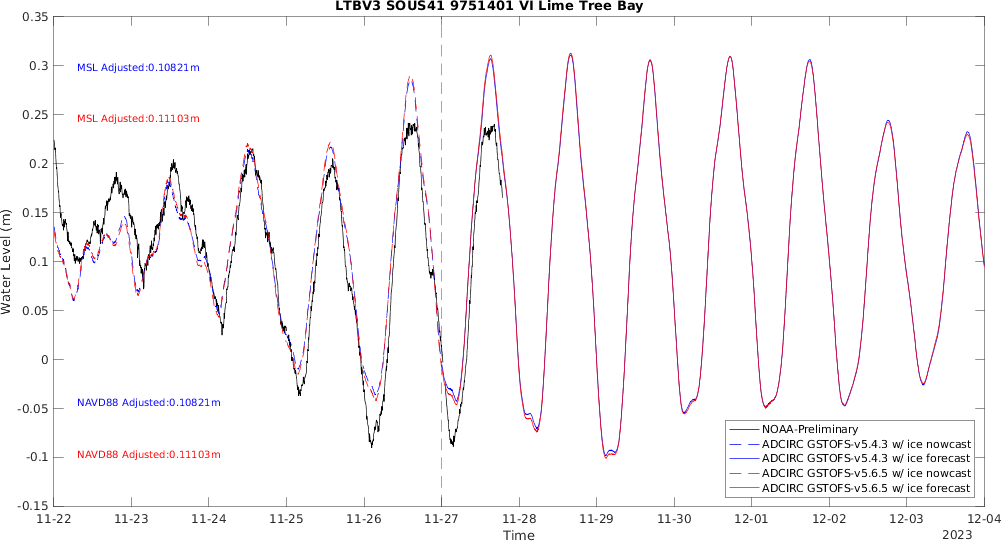 LTBV3 SOUS41 9751401 VI Lime Tree Bay
0.35
0.3
0.25
0.2
0.15
0.1
0.05
0
-0.05
-0.1
-0.15
Water Level (m)
MSL Adjusted:0.10821m
MSL Adjusted:0.11103m
NAVD88 Adjusted:0.10821m
NAVD88 Adjusted:0.11103m
NOAA-Preliminary
ADCIRC GSTOFS-v5.4.3 w/ ice nowcast
ADCIRC GSTOFS-v5.4.3 w/ ice forecast
ADCIRC GSTOFS-v5.6.5 w/ ice nowcast
ADCIRC GSTOFS-v5.6.5 w/ ice forecast
11-22 11-23 11-24 11-25 11-26 11-27 11-28 11-29 11-30 12-01 12-02 12-03 12-04
Time
2023